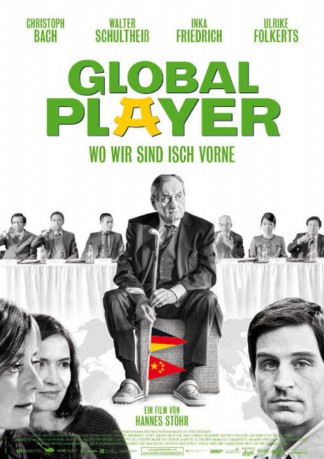 CHRISTOPH BACH
WALTER SCHULTHEIß
INKA FRIEDRICH
ULRIKE FOLKERTS
GLOBAL
PLAYER
WO WIR SIND ISCH VORNE
EIN FILM VON
HANNES STÖHR